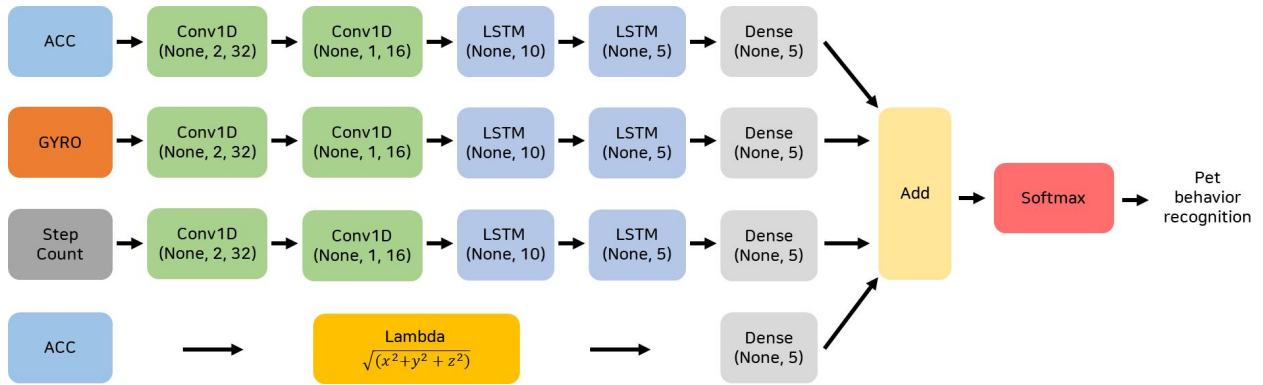 ACC
Conv1D
(None, 2, 32)
Conv1D
(None, 1, 16)
LSTM
(None, 10)
LSTM
(None, 5)
Dense
(None, 5)
GYRO
Conv1D
(None, 2, 32)
Conv1D
(None, 1, 16)
LSTM
(None, 10)
LSTM
(None, 5)
Dense
(None, 5)
Step
Count
Conv1D
(None, 2, 32)
Conv1D
(None, 1, 16)
LSTM
(None, 10)
LSTM
(None, 5)
Dense
(None, 5)
ACC
Lambda
√(x²+y² + z²)
Dense
(None, 5)
Add
Softmax
Pet
behavior
recognition